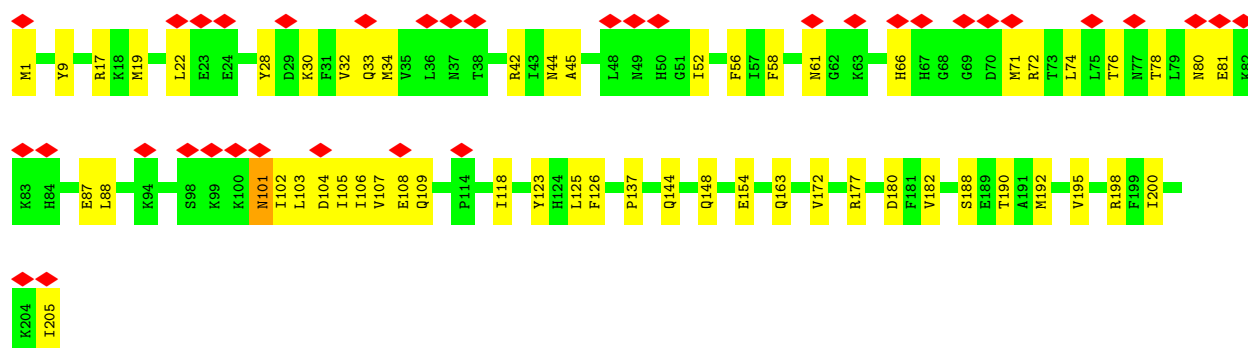 M1 Y9 R17 K18 M19 L22 E23 E24 Y28 D29 K30 F31 V32 Q33 M34 V35 L36 N37 T38 R42 I43 N44 A45 L48 N49 H50 G51 I52 F56 I57 F58 N61 G62 K63 H66 H67 G68 G69 D70 M71 R72 T73 L74 L75 T76 N77 T78 L79 N80 E81 K82
K83 H84 E87 L88 K94 S98 K99 K100 N101 I102 L103 D104 I105 I106 V107 E108 Q109 P114 I118 Y123 H124 L125 F126 P137 Q144 Q148 E154 Q163 V172 R177 D180 F181 V182 S188 E189 T190 A191 M192 V195 R198 F199 I200
K204 I205